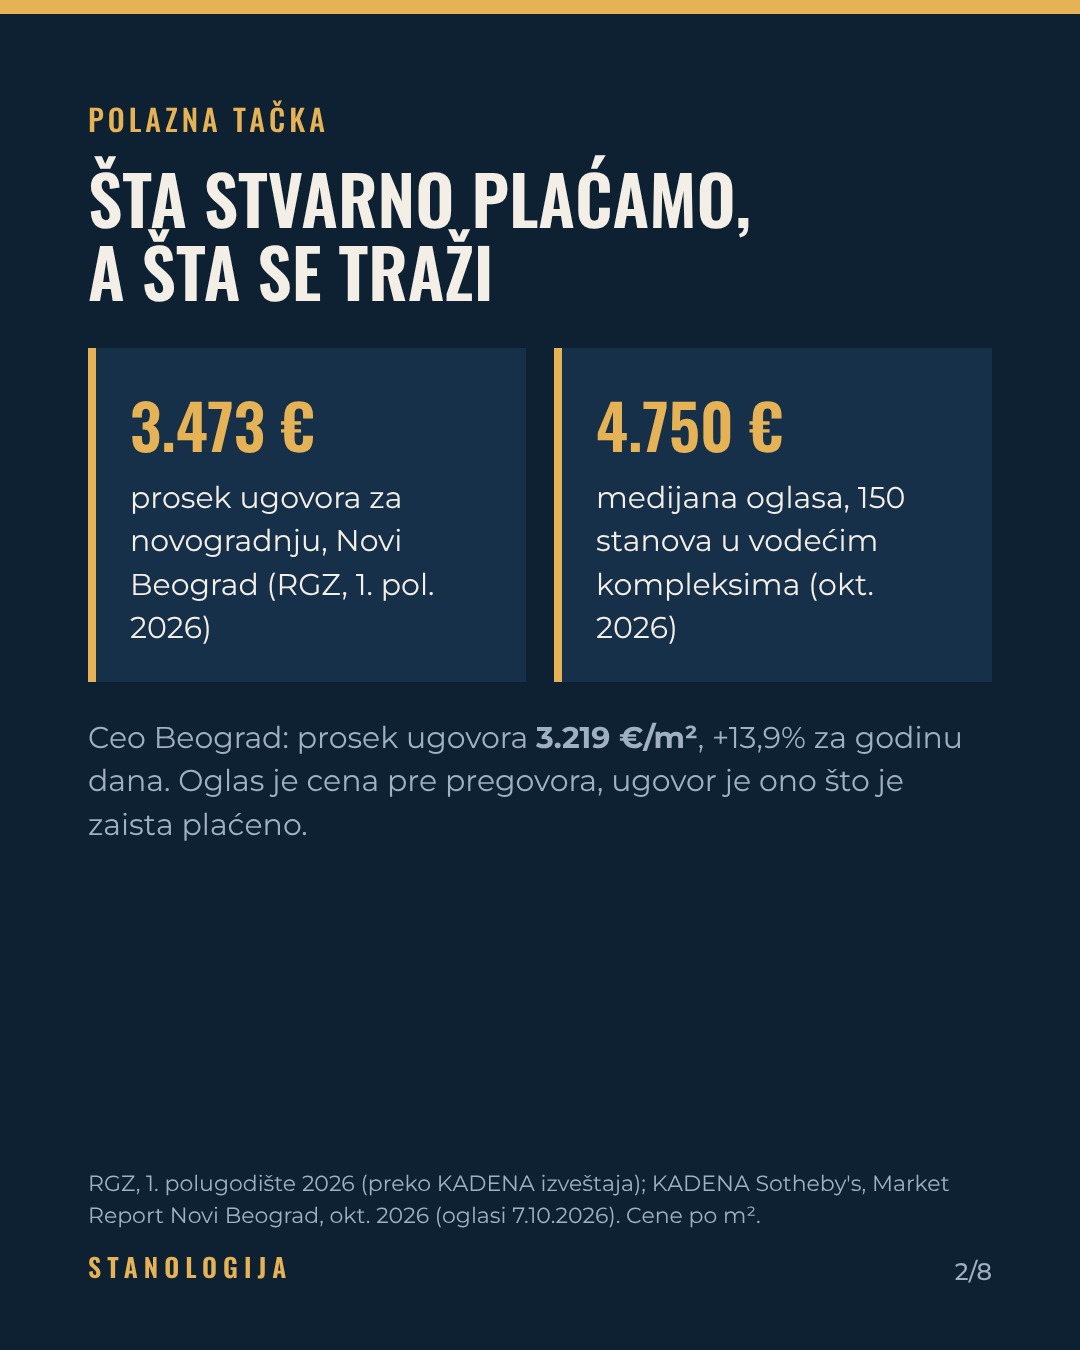 POLAZNA TAČKA
ŠTA STVARNO PLAĆAMO,
A ŠTA SE TRAŽI
3.473 €
prosek ugovora za
novogradnju, Novi
Beograd (RGZ, 1. pol.
2026)
4.750 €
medijana oglasa, 150
stanova u vodećim
kompleksima (okt.
2026)
Ceo Beograd: prosek ugovora 3.219 €/m², +13,9% za godinu
dana. Oglas je cena pre pregovora, ugovor je ono što je
zaista plaćeno.
RGZ, 1. polugodište 2026 (preko KADENA izveštaja); KADENA Sotheby's, Market
Report Novi Beograd, okt. 2026 (oglasi 7.10.2026). Cene po m².
STANOLOGIJA
2/8